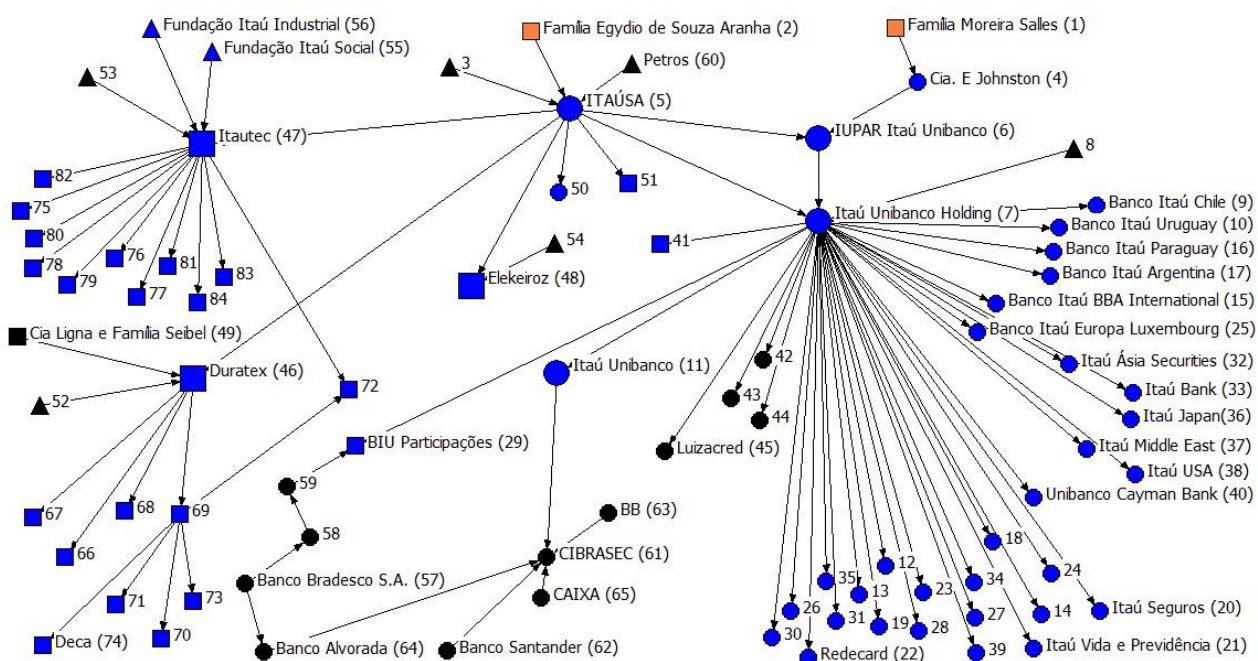 Fundação Itaú Industrial (56)
Fundação Itaú Social (55)
53
Família Egydio de Souza Aranha (2)
3
Petros (60)
Família Moreira Salles (1)
Cia. E Johnston (4)
ITAÚSA (5)
Itautec (47)
IUPAR Itaú Unibanco (6)
8
82
75
80
78
79
76
77
81
84
83
50
51
54
Elekeiroz (48)
41
Itaú Unibanco Holding (7)
Banco Itaú Chile (9)
Banco Itaú Uruguay (10)
Banco Itaú Paraguay (16)
Banco Itaú Argentina (17)
Banco Itaú BBA International (15)
Banco Itaú Europa Luxembourg (25)
Itaú Ásia Securities (32)
Itaú Bank (33)
Itaú Japan(36)
Itaú Middle East (37)
Itaú USA (38)
Unibanco Cayman Bank (40)
Cia Ligna e Família Seibel (49)
Duratex (46)
52
72
Itaú Unibanco (11)
42
43
44
Luizacred (45)
BIU Participações (29)
59
58
67
68
69
66
BB (63)
CIBRASEC (61)
Banco Bradesco S.A. (57)
CAIXA (65)
71
73
Deca (74)
70
Banco Alvorada (64)
Banco Santander (62)
18
12
35
13
23
34
24
26
31
19
28
27
14
Itaú Seguros (20)
30
Redecard (22)
39
Itaú Vida e Previdência (21)